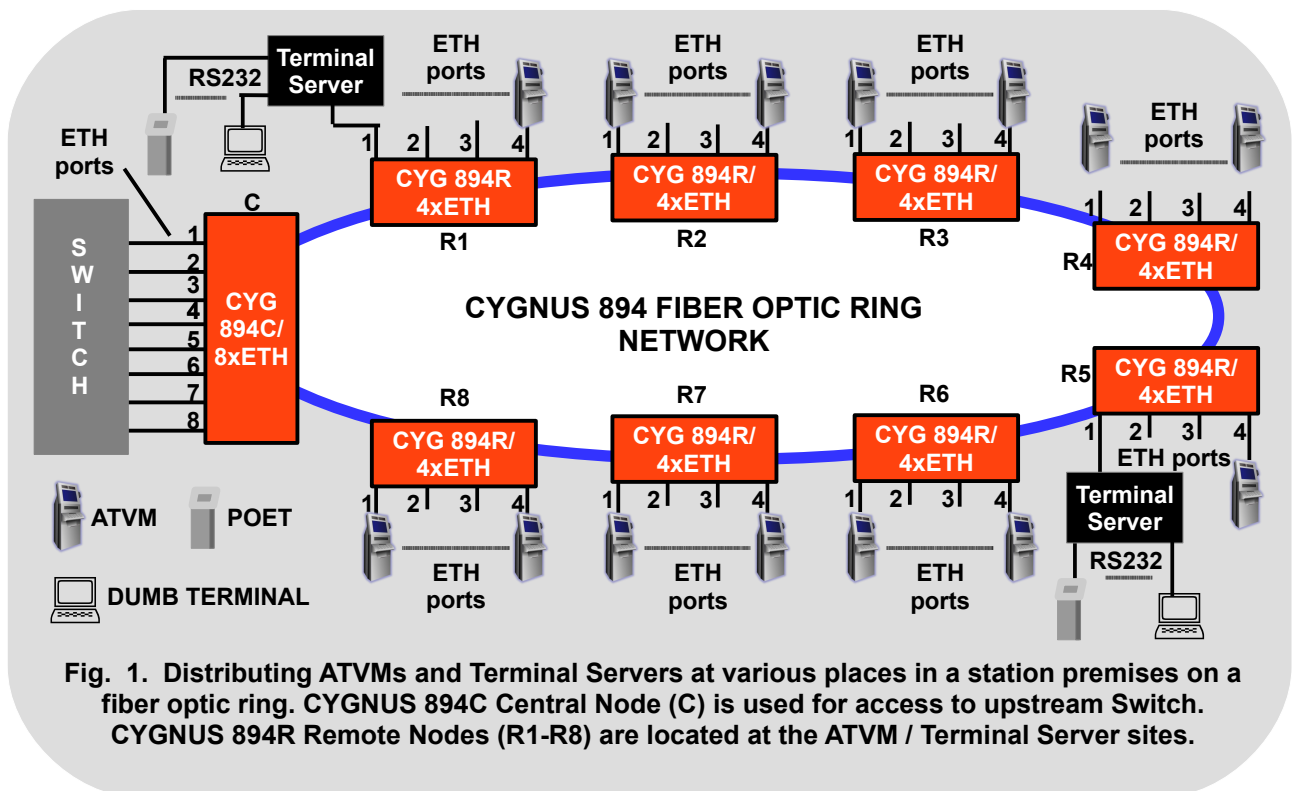 Terminal
Server
RS232
ETH
ports
ETH
ports
ETH
ports
ETH
ports
ETH
ports
1 2 3 4
CYG 894R
4xETH
R1
1 2 3 4
CYG 894R/
4xETH
R2
1 2 3 4
CYG 894R/
4xETH
R3
1 2 3 4
CYG 894R/
4xETH
R4
C
SWITCH
1
2
3
4
5
6
7
8
CYG
894C/
8xETH
CYGNUS 894 FIBER OPTIC RING
NETWORK
R5
CYG 894R/
4xETH
1 2 3 4
ETH ports
Terminal
Server
RS232
R8
CYG 894R/
4xETH
1 2 3 4
ETH
ports
R7
CYG 894R/
4xETH
1 2 3 4
ETH
ports
R6
CYG 894R/
4xETH
1 2 3 4
ETH
ports
ATVM
POET
DUMB TERMINAL
Fig. 1. Distributing ATVMs and Terminal Servers at various places in a station premises on a
fiber optic ring. CYGNUS 894C Central Node (C) is used for access to upstream Switch.
CYGNUS 894R Remote Nodes (R1-R8) are located at the ATVM / Terminal Server sites.